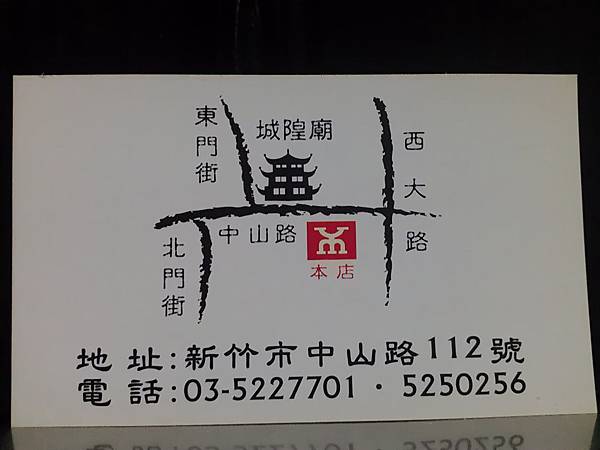 東門街
城隍廟
西大路
中山路
北門街
本店
地址:新竹市中山路112號
電話:03-5227701·5250256